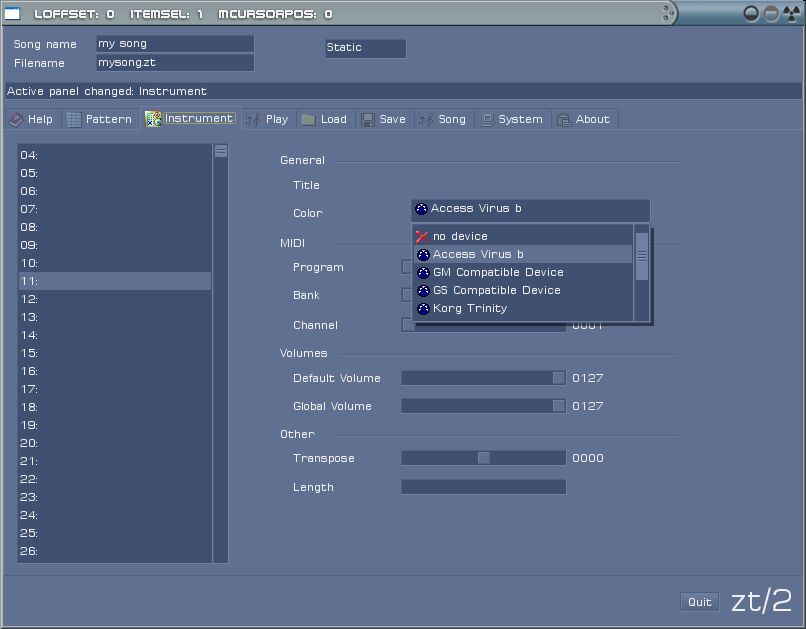 LOFFSET: 0 ITEMSEL: 1 MCURSORPOS: 0
Song name my song Static
Filename mysong.zt
Active panel changed: Instrument
Help Pattern Instrument Play Load Save Song System About
04:
05:
06:
07:
08:
09:
10:
11:
12:
13:
14:
15:
16:
17:
18:
19:
20:
21:
22:
23:
24:
25:
26:
General
Title
Color Access Virus b
no device
Access Virus b
GM Compatible Device
GS Compatible Device
Korg Trinity
MIDI
Program
Bank
Channel 0001
Volumes
Default Volume 0127
Global Volume 0127
Other
Transpose 0000
Length
Quit zt/2